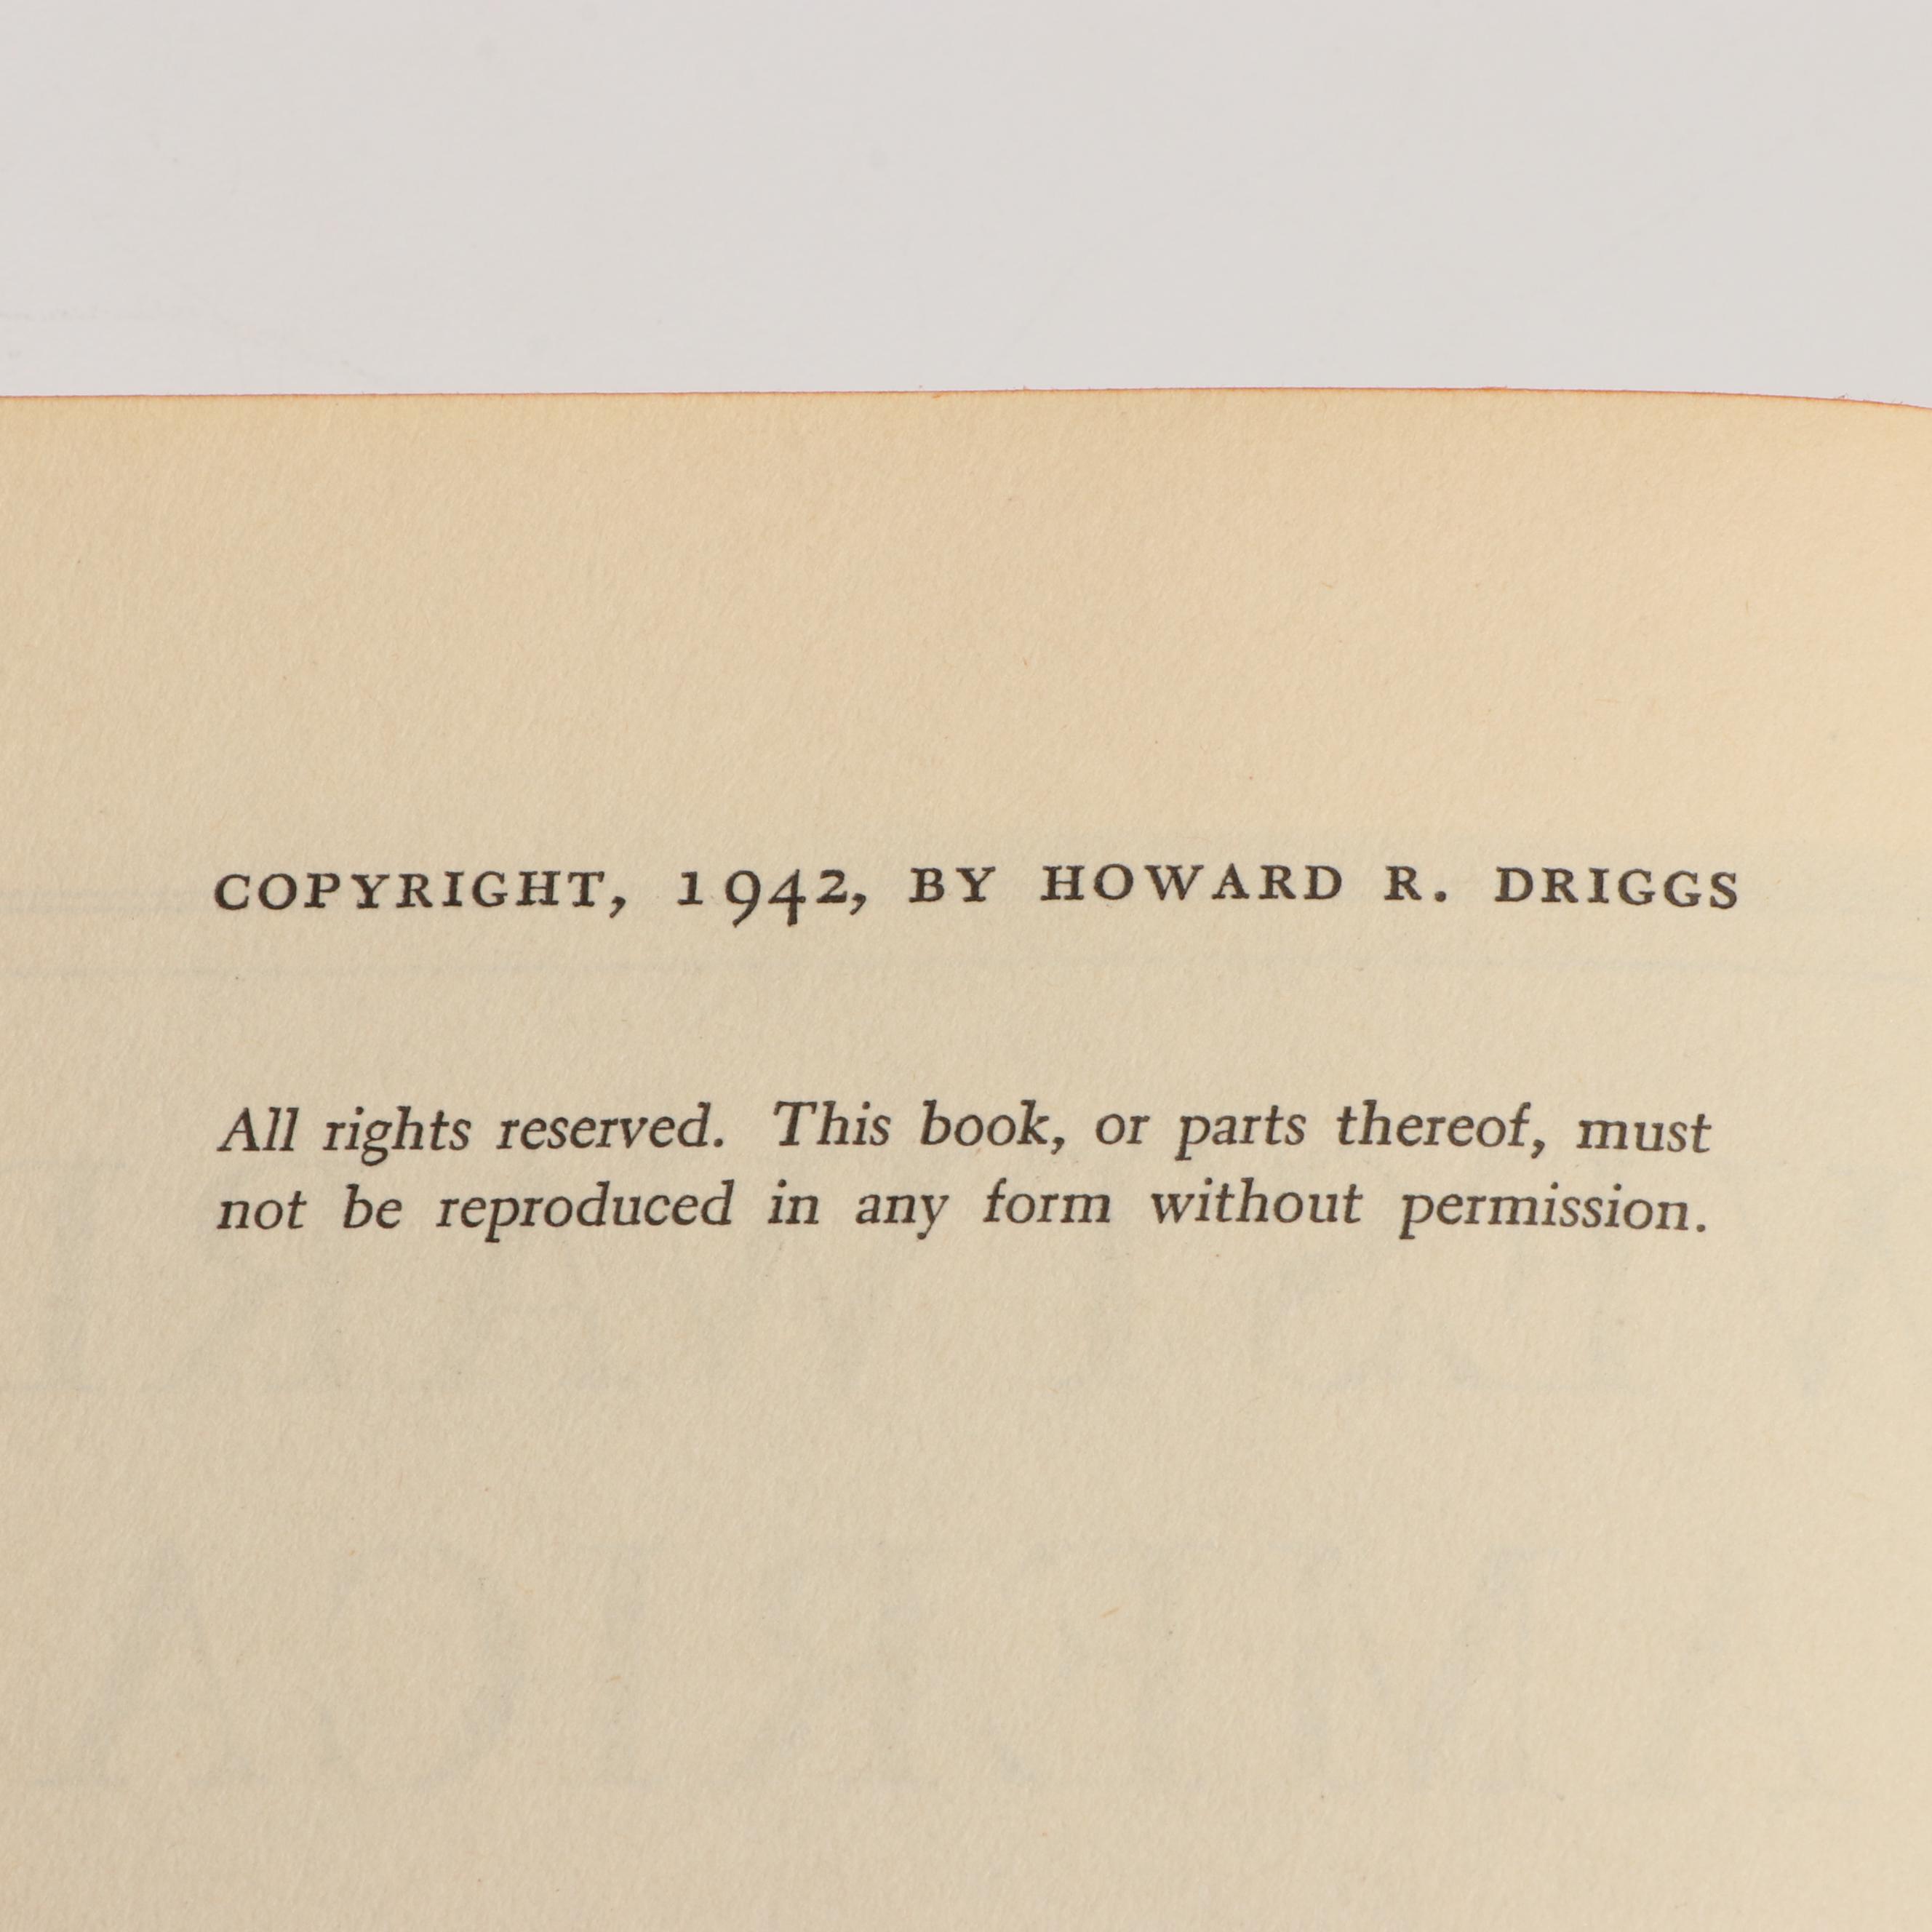 COPYRIGHT, 1942, BY HOWARD R. DRIGGS
All rights reserved. This book, or parts thereof, must
not be reproduced in any form without permission.